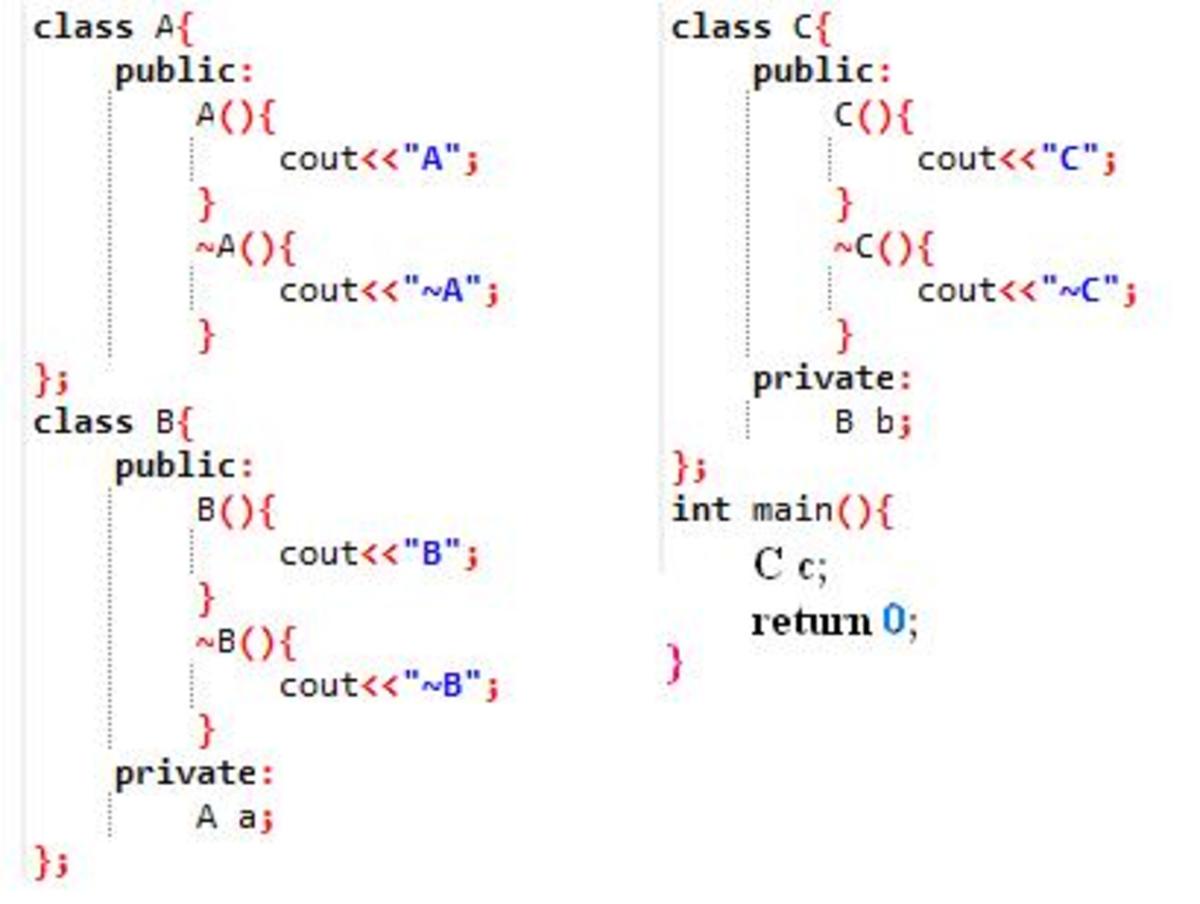 class A{
public:
A(){
cout<<"A";
}
~A(){
cout<<"~A";
}
};
class B{
public:
B(){
cout<<"B";
}
~B(){
cout<<"~B";
}
private:
A a;
};
class C{
public:
C(){
cout<<"C";
}
~C(){
cout<<"~C";
}
private:
B b;
};
int main(){
C c;
return 0;
}